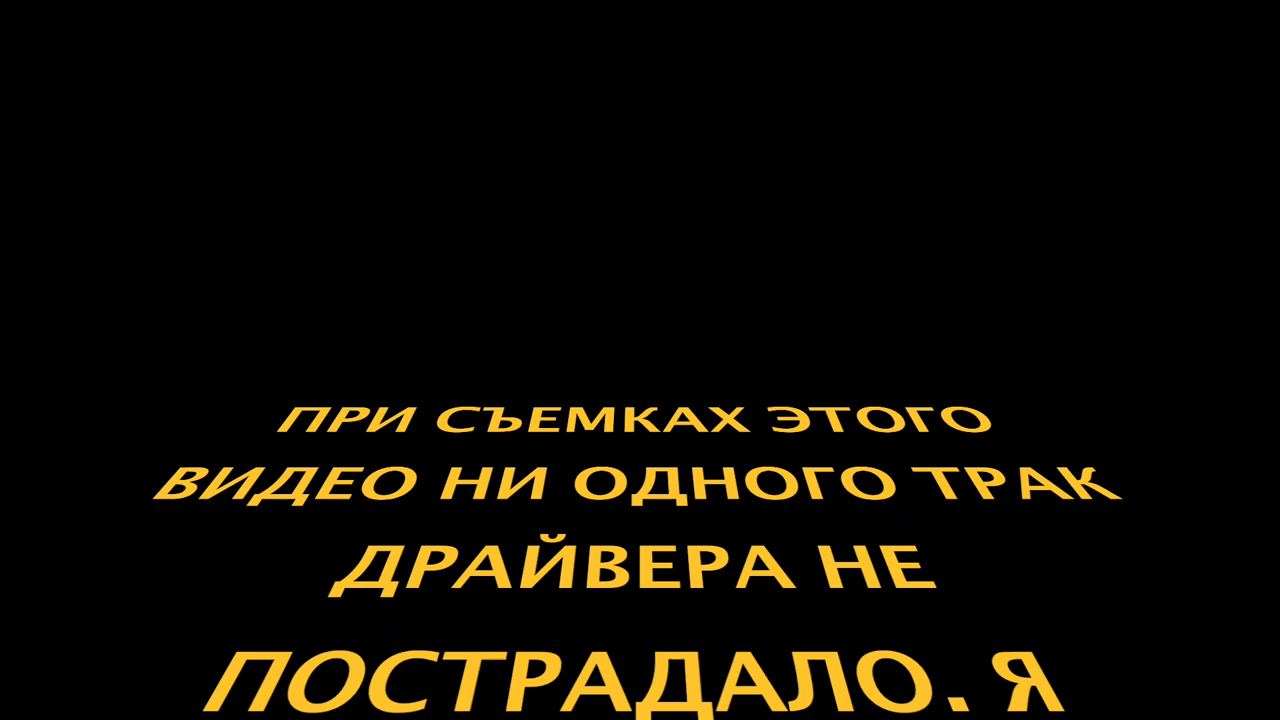 ПРИ СЪЕМКАХ ЭТОГО
ВИДЕО НИ ОДНОГО ТРАК
ДРАЙВЕРА НЕ
ПОСТРАДАЛО. Я